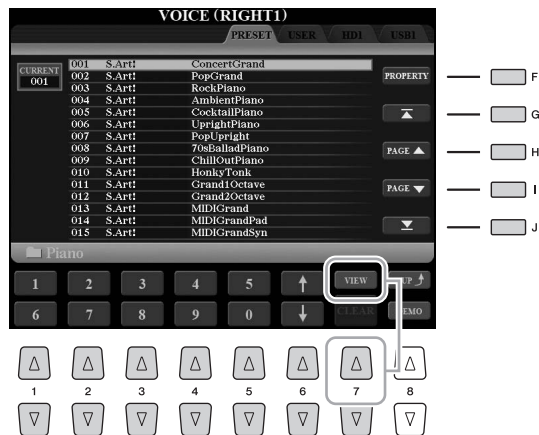 VOICE (RIGHT1)
PRESET USER HD1 USB1
CURRENT
001
001 S.Art! ConcertGrand
002 S.Art! PopGrand
003 S.Art! RockPiano
004 S.Art! AmbientPiano
005 S.Art! CocktailPiano
006 S.Art! UprightPiano
007 S.Art! PopUpright
008 S.Art! 70sBalladPiano
009 S.Art! ChillOutPiano
010 S.Art! HonkyTonk
011 S.Art! Grand1Octave
012 S.Art! Grand2Octave
013 S.Art! MIDIGrand
014 S.Art! MIDIGrandPad
015 S.Art! MIDIGrandSyn
PROPERTY F
G
PAGE H
PAGE I
J
Piano
1 2 3 4 5 VIEW UP
6 7 8 9 0 CLEAR DEMO
1 2 3 4 5 6 7 8